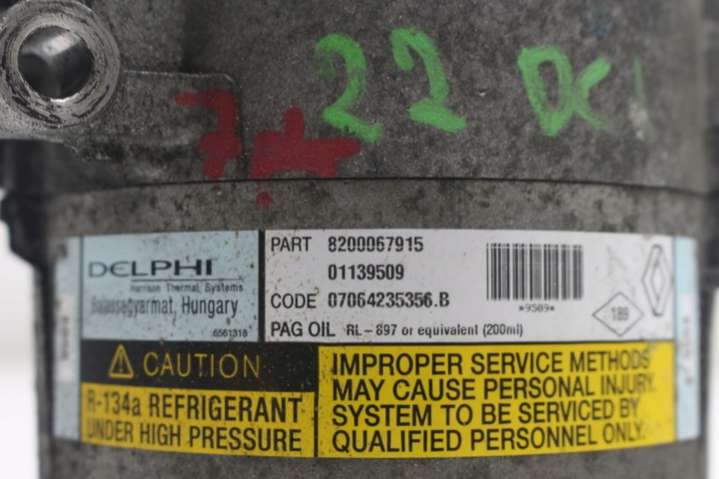 22 DCI
DELPHI
Harrison Thermal Systems
Balassagyarmat, Hungary
6561318
PART 8200067915
01139509
CODE 07064235356.B
PAG OIL RL-897 or equivalent (200ml)
*9509*
189
CAUTION
R-134a REFRIGERANT
UNDER HIGH PRESSURE
IMPROPER SERVICE METHODS
MAY CAUSE PERSONAL INJURY.
SYSTEM TO BE SERVICED BY
QUALIFIED PERSONNEL ONLY.